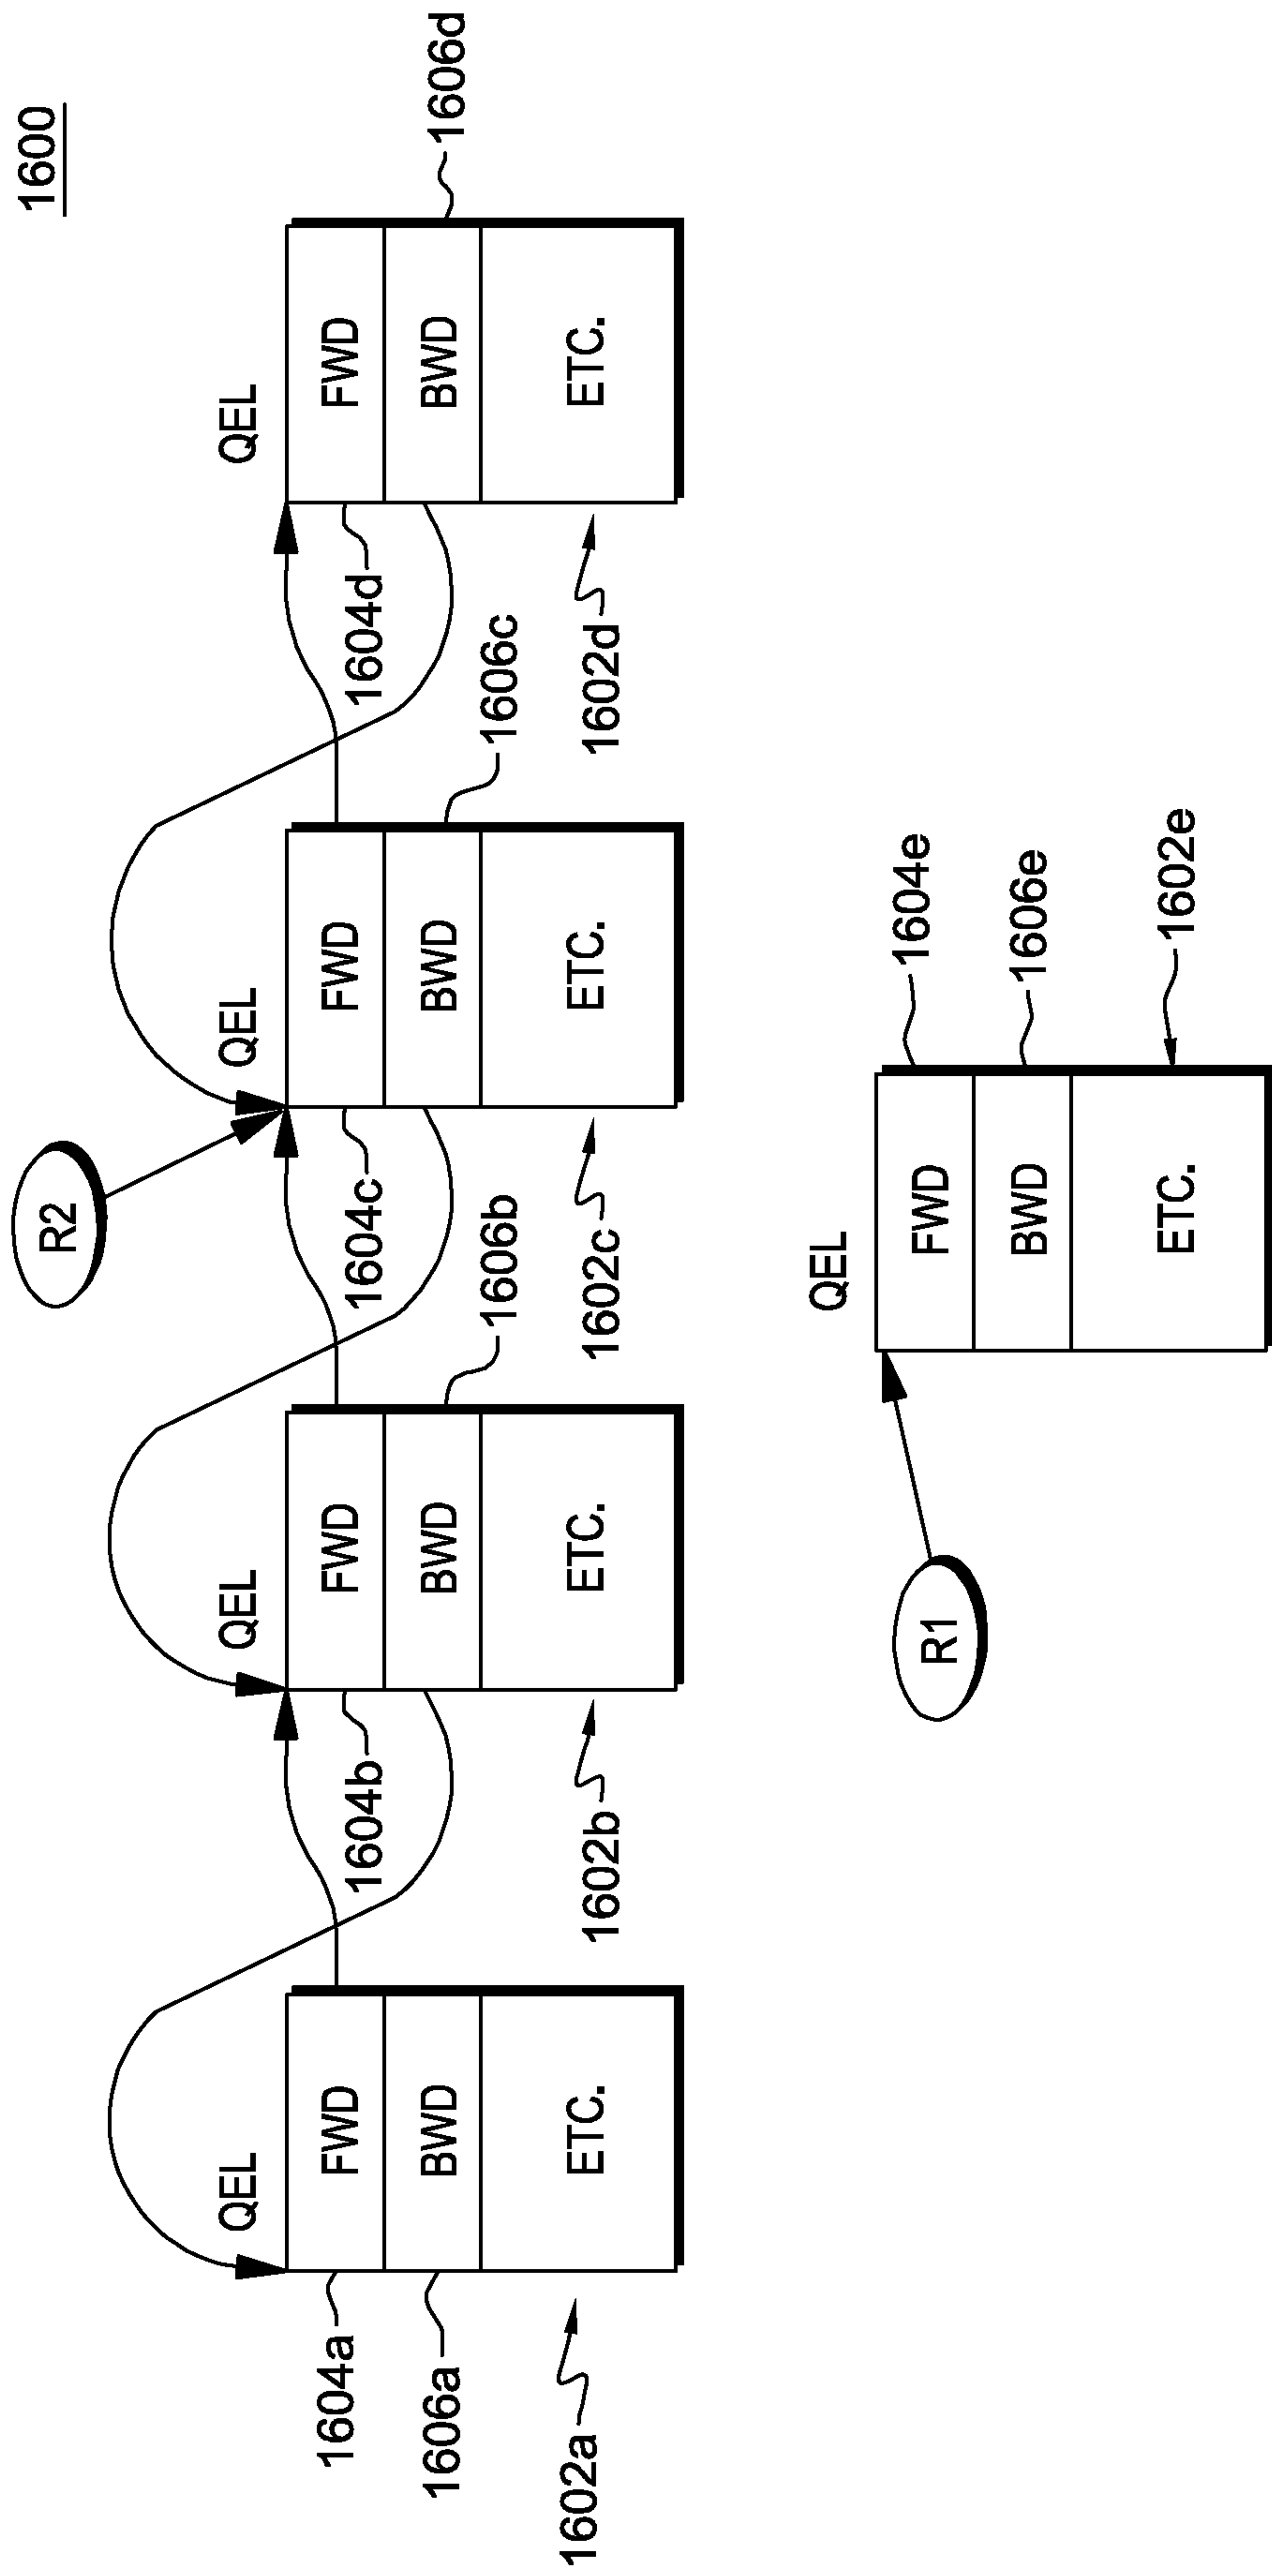 1600
R2
QEL
QEL
QEL
QEL
1604a
FWD
1604b
FWD
1604c
FWD
1604d
FWD
1606a
BWD
1606b
BWD
1606c
BWD
1606d
BWD
1602a
ETC.
1602b
ETC.
1602c
ETC.
1602d
ETC.
R1
QEL
FWD
1604e
BWD
1606e
ETC.
1602e